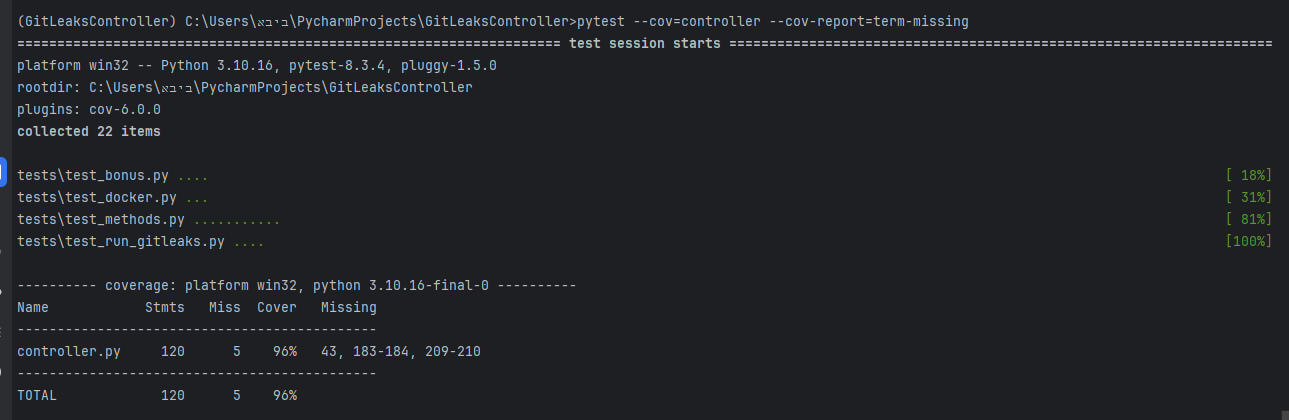 (GitLeaksController) C:\Users\אביבא\PycharmProjects\GitLeaksController>pytest --cov=controller --cov-report=term-missing
==================================================================== test session starts ====================================================================
platform win32 -- Python 3.10.16, pytest-8.3.4, pluggy-1.5.0
rootdir: C:\Users\אביבא\PycharmProjects\GitLeaksController
plugins: cov-6.0.0
collected 22 items
tests\test_bonus.py .... [ 18%]
tests\test_docker.py ... [ 31%]
tests\test_methods.py ........... [ 81%]
tests\test_run_gitleaks.py .... [100%]
---------- coverage: platform win32, python 3.10.16-final-0 ----------
Name Stmts Miss Cover Missing
---------------------------------------------
controller.py 120 5 96% 43, 183-184, 209-210
---------------------------------------------
TOTAL 120 5 96%